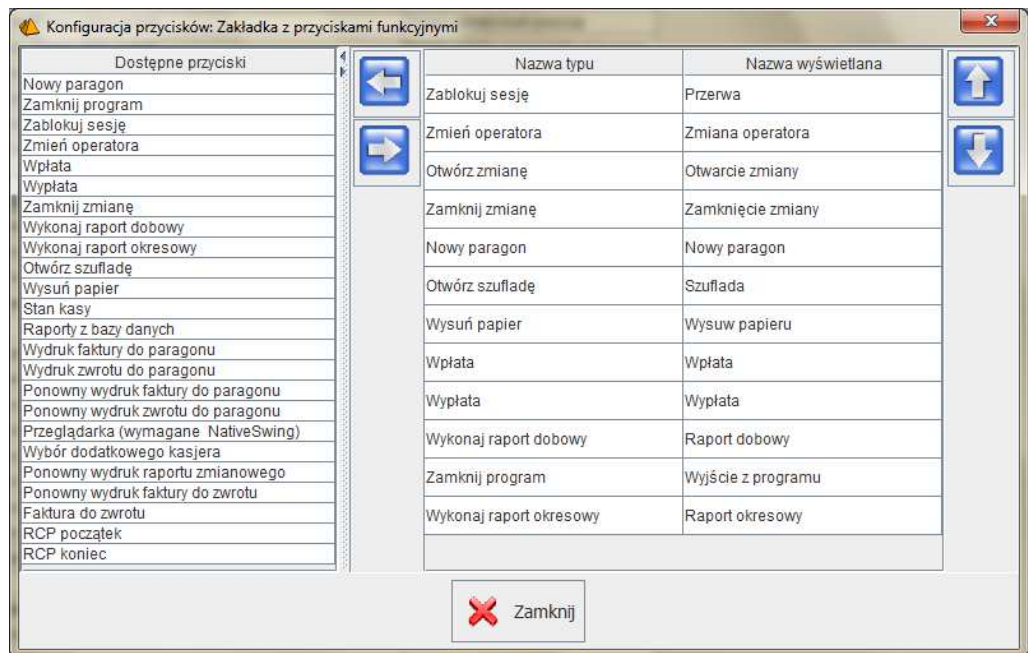 Konfiguracja przycisków: Zakładka z przyciskami funkcyjnymi
Dostępne przyciski
Nowy paragon
Zamknij program
Zablokuj sesję
Zmień operatora
Wpłata
Wypłata
Zamknij zmianę
Wykonaj raport dobowy
Wykonaj raport okresowy
Otwórz szufladę
Wysuń papier
Stan kasy
Raporty z bazy danych
Wydruk faktury do paragonu
Wydruk zwrotu do paragonu
Ponowny wydruk faktury do paragonu
Ponowny wydruk zwrotu do paragonu
Przeglądarka (wymagane NativeSwing)
Wybór dodatkowego kasjera
Ponowny wydruk raportu zmianowego
Ponowny wydruk faktury do zwrotu
Faktura do zwrotu
RCP początek
RCP koniec
Nazwa typu Nazwa wyświetlana
Zablokuj sesję Przerwa
Zmień operatora Zmiana operatora
Otwórz zmianę Otwarcie zmiany
Zamknij zmianę Zamknięcie zmiany
Nowy paragon Nowy paragon
Otwórz szufladę Szuflada
Wysuń papier Wysuw papieru
Wpłata Wpłata
Wypłata Wypłata
Wykonaj raport dobowy Raport dobowy
Zamknij program Wyjście z programu
Wykonaj raport okresowy Raport okresowy
Zamknij